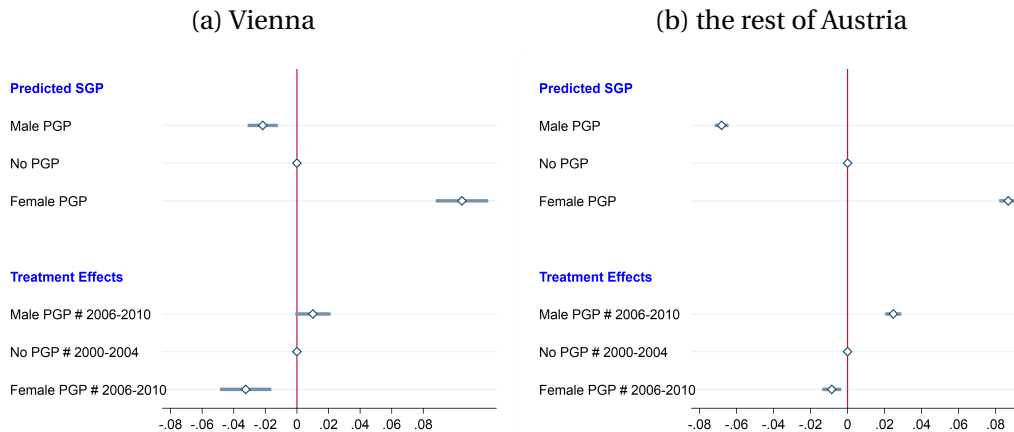 (a) Vienna
Predicted SGP
Male PGP
No PGP
Female PGP
Treatment Effects
Male PGP # 2006-2010
No PGP # 2000-2004
Female PGP # 2006-2010
-.08 -.06 -.04 -.02 0 .02 .04 .06 .08
(b) the rest of Austria
Predicted SGP
Male PGP
No PGP
Female PGP
Treatment Effects
Male PGP # 2006-2010
No PGP # 2000-2004
Female PGP # 2006-2010
-.08 -.06 -.04 -.02 0 .02 .04 .06 .08